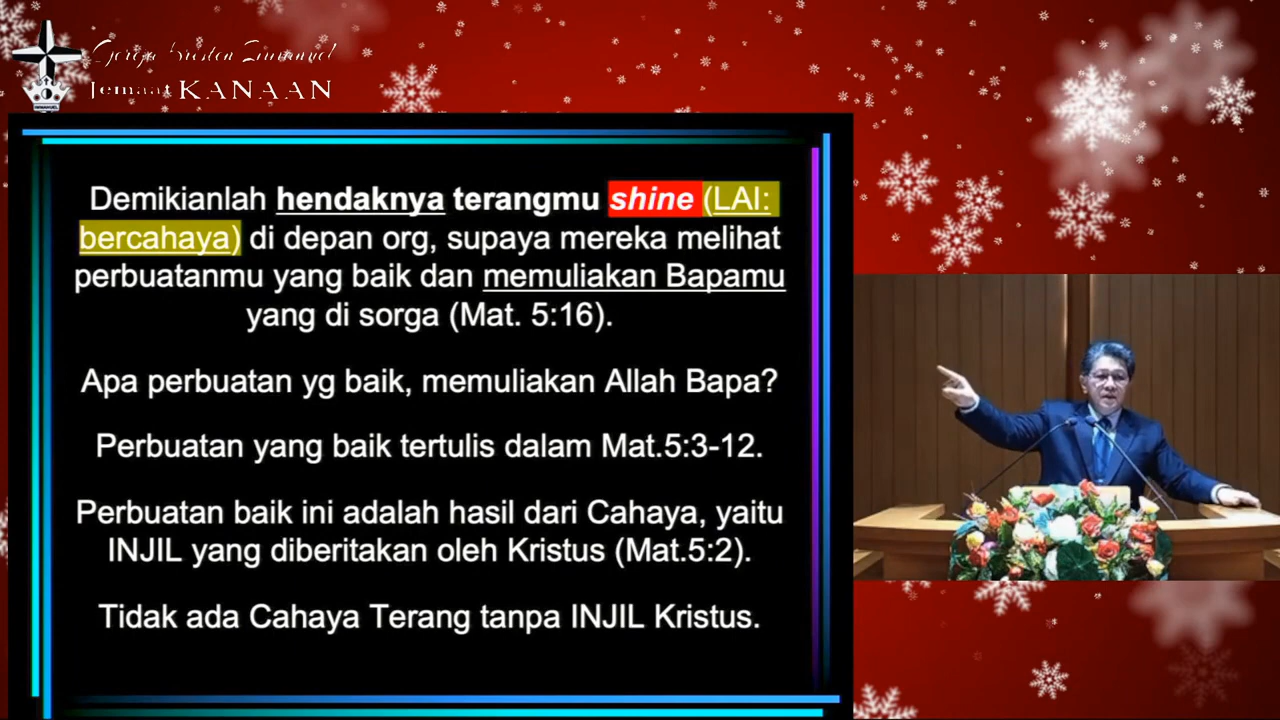 Gereja Kristen Immanuel
Jemaat KANAAN
Demikianlah hendaknya terangmu shine (LAI:
bercahaya) di depan org, supaya mereka melihat
perbuatanmu yang baik dan memuliakan Bapamu
yang di sorga (Mat. 5:16).
Apa perbuatan yg baik, memuliakan Allah Bapa?
Perbuatan yang baik tertulis dalam Mat.5:3-12.
Perbuatan baik ini adalah hasil dari Cahaya, yaitu
INJIL yang diberitakan oleh Kristus (Mat.5:2).
Tidak ada Cahaya Terang tanpa INJIL Kristus.